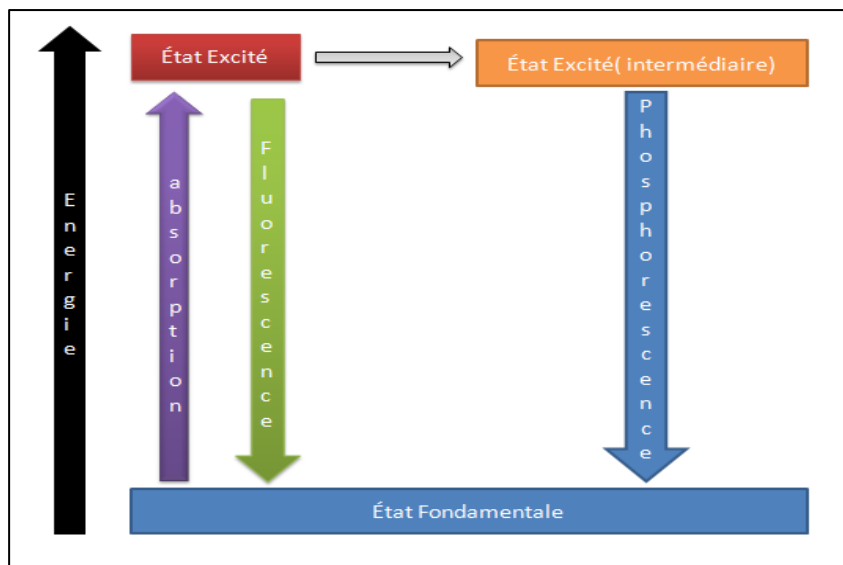 État Excité
État Excité( intermédiaire)
Energie
absorption
Fluorescence
Phosphorescence
État Fondamentale